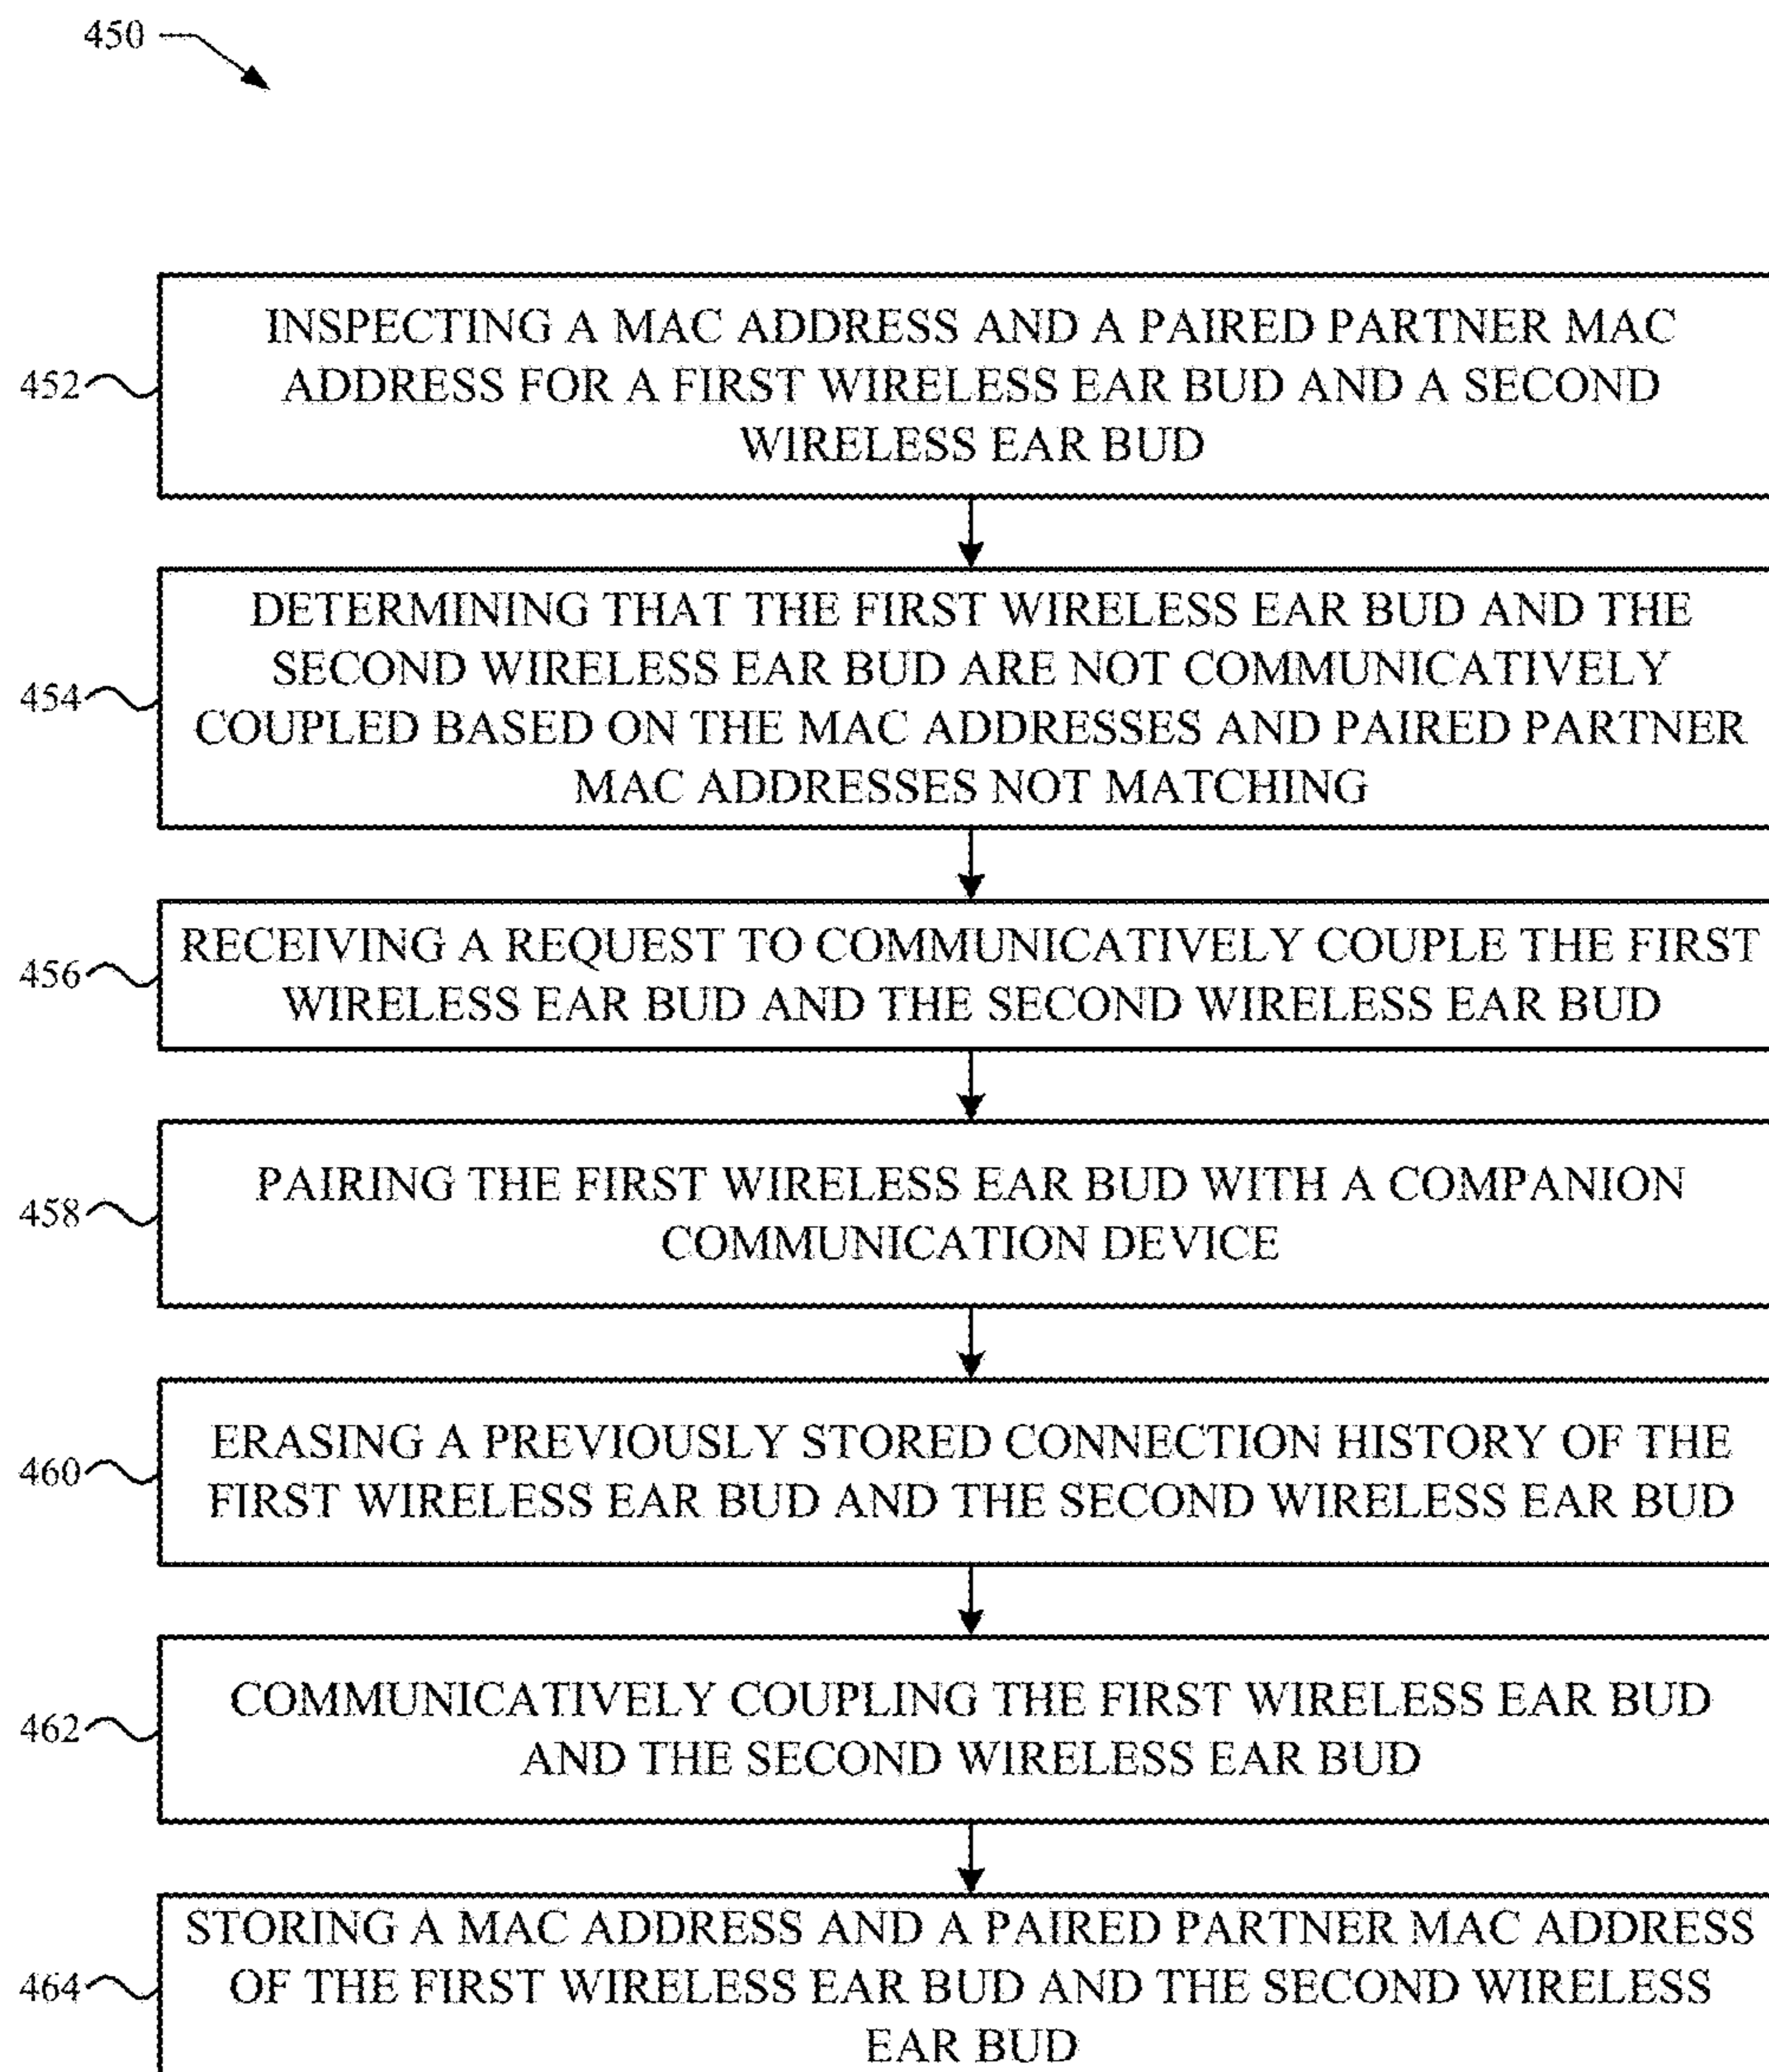 450
INSPECTING A MAC ADDRESS AND A PAIRED PARTNER MAC
ADDRESS FOR A FIRST WIRELESS EAR BUD AND A SECOND
WIRELESS EAR BUD
452
DETERMINING THAT THE FIRST WIRELESS EAR BUD AND THE
SECOND WIRELESS EAR BUD ARE NOT COMMUNICATIVELY
COUPLED BASED ON THE MAC ADDRESSES AND PAIRED PARTNER
MAC ADDRESSES NOT MATCHING
454
RECEIVING A REQUEST TO COMMUNICATIVELY COUPLE THE FIRST
WIRELESS EAR BUD AND THE SECOND WIRELESS EAR BUD
456
PAIRING THE FIRST WIRELESS EAR BUD WITH A COMPANION
COMMUNICATION DEVICE
458
ERASING A PREVIOUSLY STORED CONNECTION HISTORY OF THE
FIRST WIRELESS EAR BUD AND THE SECOND WIRELESS EAR BUD
460
COMMUNICATIVELY COUPLING THE FIRST WIRELESS EAR BUD
AND THE SECOND WIRELESS EAR BUD
462
STORING A MAC ADDRESS AND A PAIRED PARTNER MAC ADDRESS
OF THE FIRST WIRELESS EAR BUD AND THE SECOND WIRELESS
EAR BUD
464